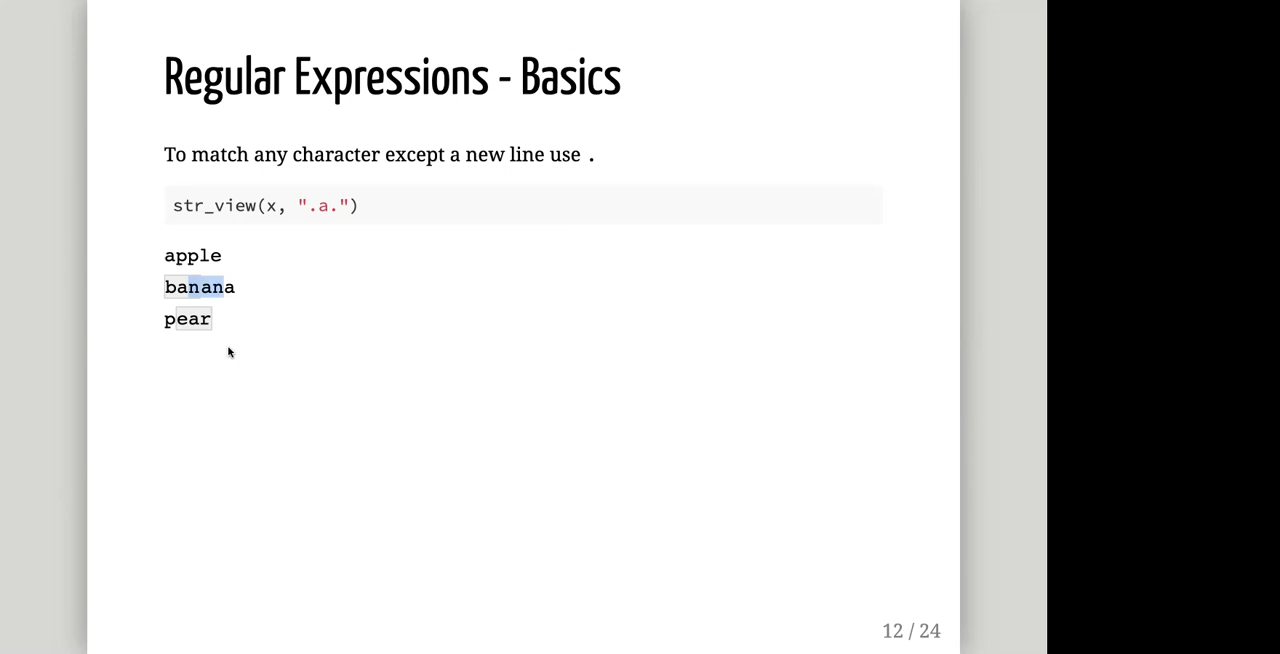 Regular Expressions - Basics
To match any character except a new line use .
str_view(x, ".a.")
apple
banana
pear
12 / 24